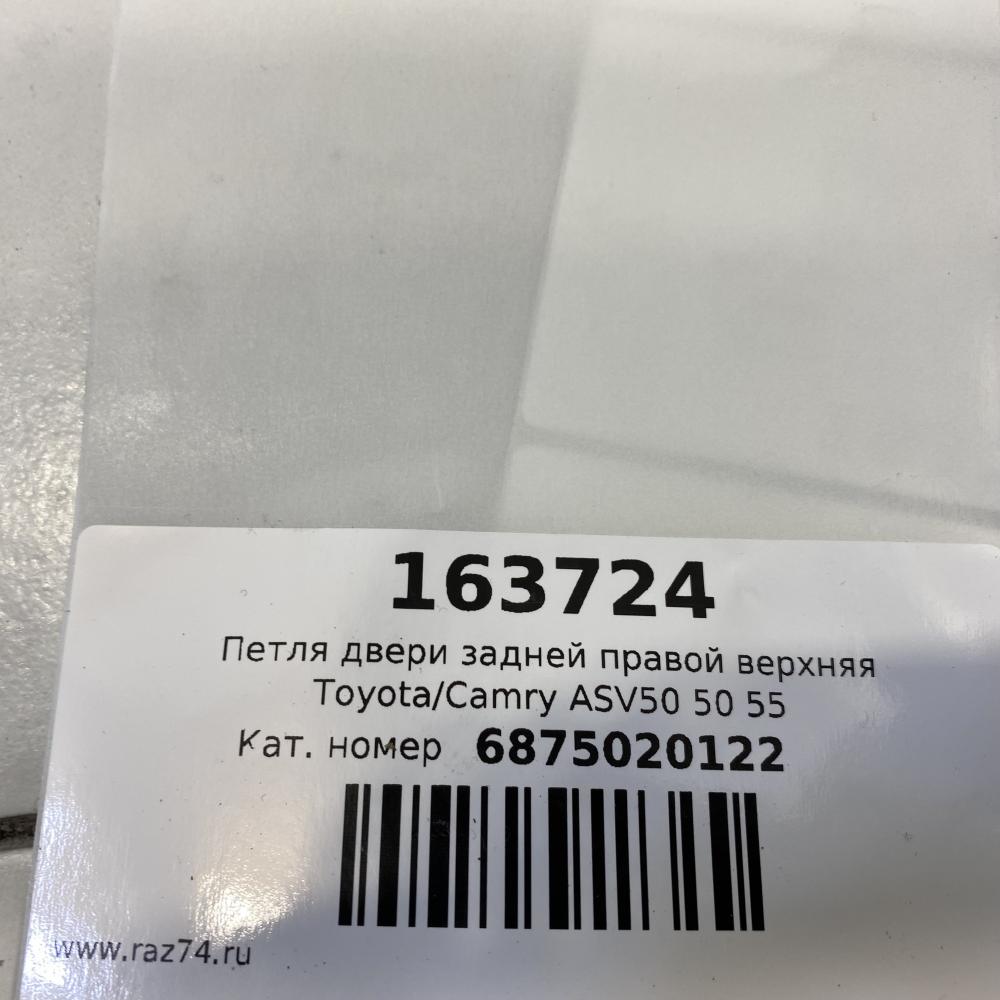 163724
Петля двери задней правой верхняя
Toyota/Camry ASV50 50 55
Кат. номер 6875020122
www.raz74.ru